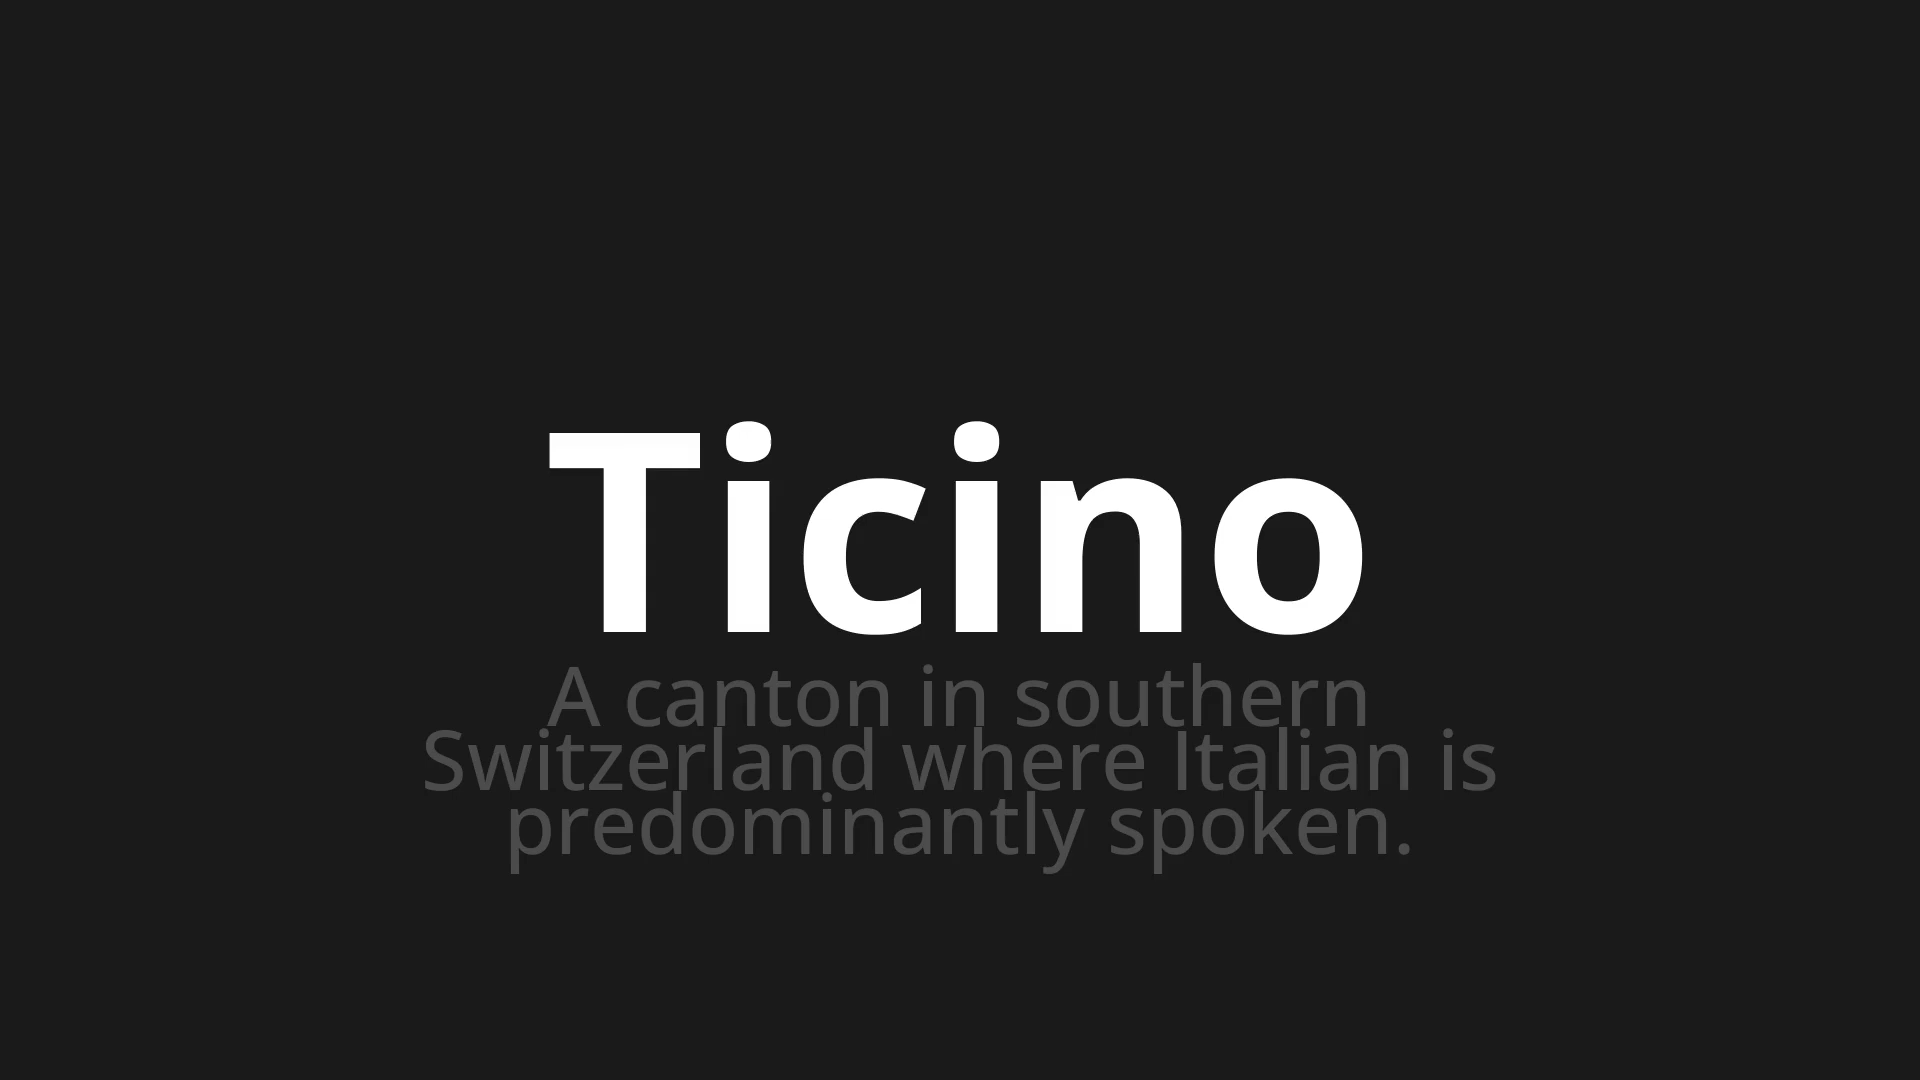 Ticino
A canton in southern
Switzerland where Italian is
predominantly spoken.